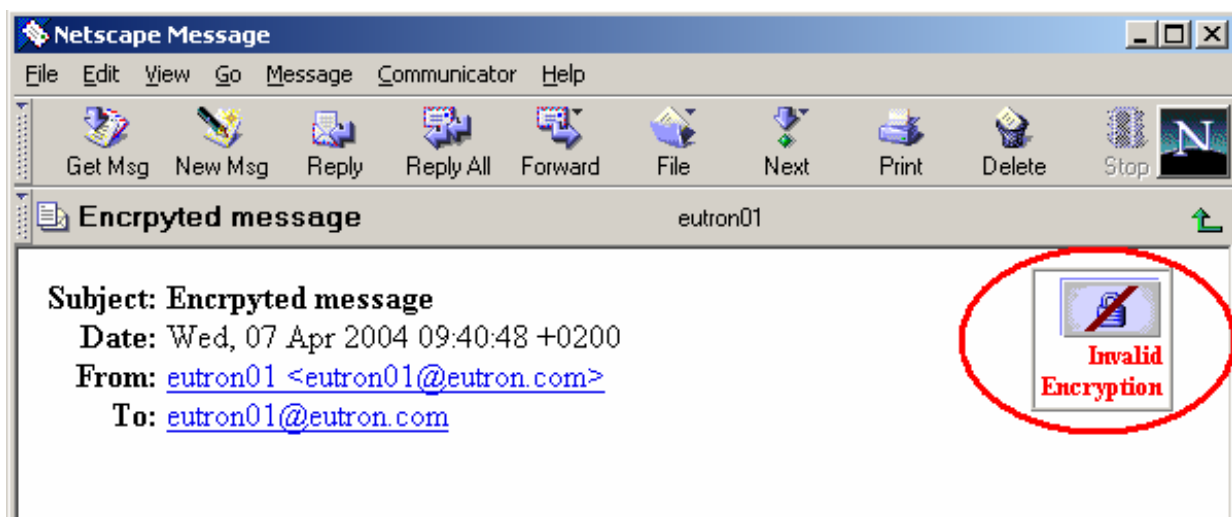 Netscape Message
File Edit View Go Message Communicator Help
Get Msg New Msg Reply Reply All Forward File Next Print Delete Stop N
Encrpyted message eutron01
Subject: Encrpyted message
Date: Wed, 07 Apr 2004 09:40:48 +0200
From: eutron01 <eutron01@eutron.com>
To: eutron01@eutron.com
Invalid
Encryption